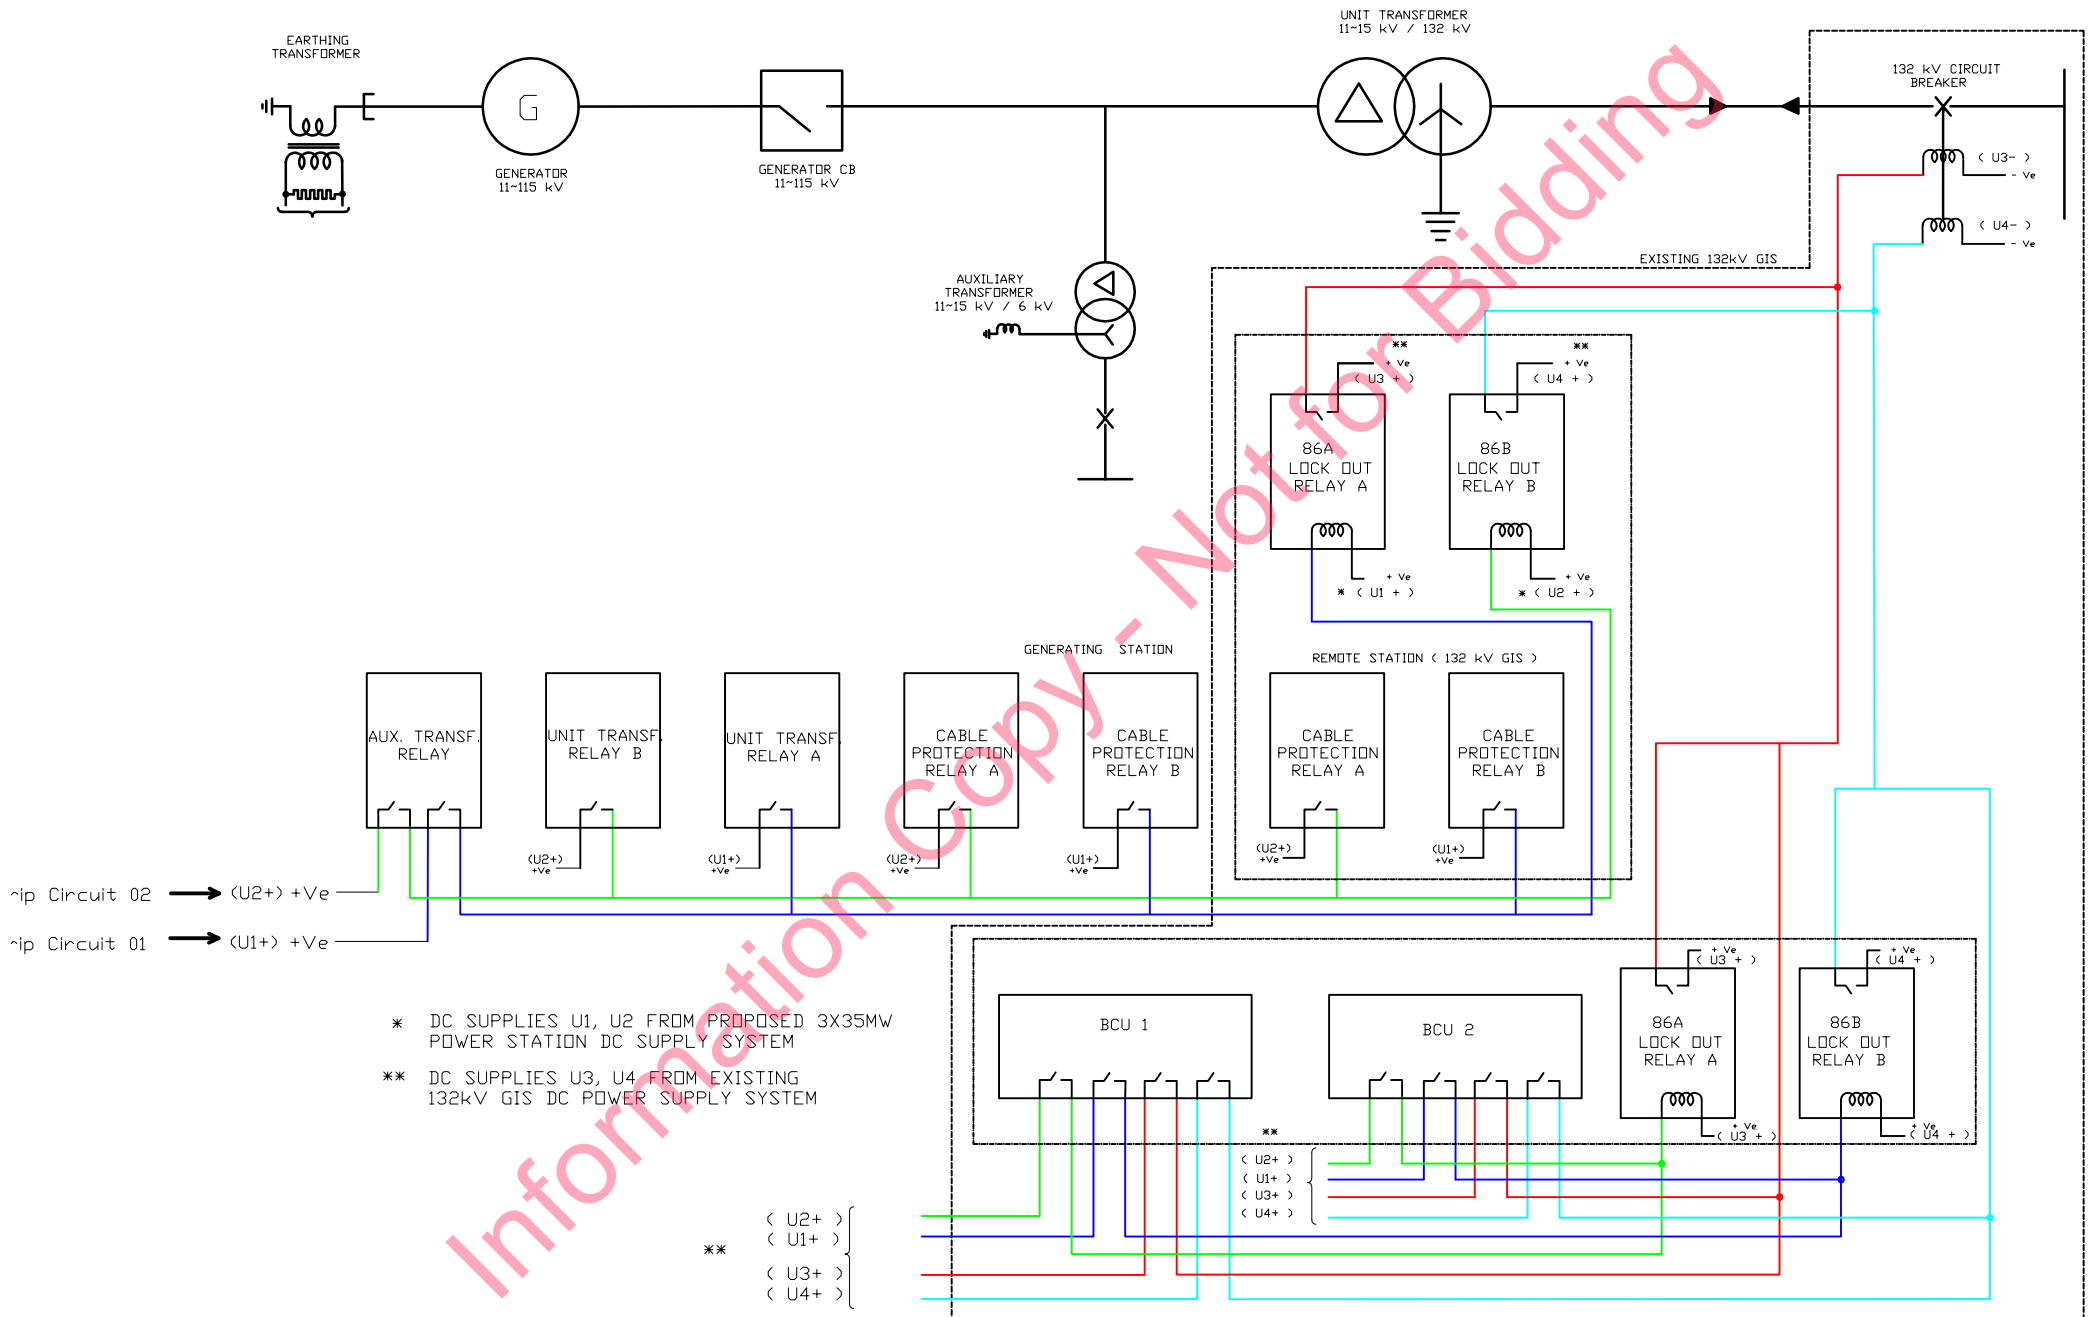 EARTHING
TRANSFORMER
G
GENERATOR
11~115 kV
GENERATOR CB
11~115 kV
UNIT TRANSFORMER
11~15 kV / 132 kV
132 kV CIRCUIT
BREAKER
( U3- )
- Ve
( U4- )
- Ve
EXISTING 132kV GIS
AUXILIARY
TRANSFORMER
11~15 kV / 6 kV
**
+ Ve
( U3 + )
**
+ Ve
( U4 + )
86A
LOCK OUT
RELAY A
86B
LOCK OUT
RELAY B
+ Ve
* ( U1 + )
+ Ve
* ( U2 + )
GENERATING STATION
REMOTE STATION ( 132 kV GIS )
AUX. TRANSF.
RELAY
UNIT TRANSF.
RELAY B
UNIT TRANSF.
RELAY A
CABLE
PROTECTION
RELAY A
CABLE
PROTECTION
RELAY B
CABLE
PROTECTION
RELAY A
CABLE
PROTECTION
RELAY B
(U2+)
+Ve
(U1+)
+Ve
(U2+)
+Ve
(U1+)
+Ve
(U2+)
+Ve
(U1+)
+Ve
ip Circuit 02
(U2+) +Ve
ip Circuit 01
(U1+) +Ve
* DC SUPPLIES U1, U2 FROM PROPOSED 3X35MW
POWER STATION DC SUPPLY SYSTEM
** DC SUPPLIES U3, U4 FROM EXISTING
132kV GIS DC POWER SUPPLY SYSTEM
BCU 1
BCU 2
+ Ve
( U3 + )
+ Ve
( U4 + )
86A
LOCK OUT
RELAY A
86B
LOCK OUT
RELAY B
+ Ve
( U3 + )
+ Ve
( U4 + )
**
( U2+ )
( U1+ )
( U3+ )
( U4+ )
**
( U2+ )
( U1+ )
( U3+ )
( U4+ )
Information Copy - Not for Bidding